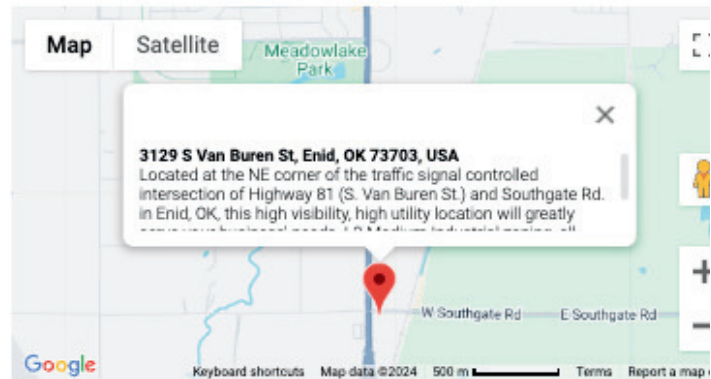 Map Satellite
Meadowlake
Park
3129 S Van Buren St, Enid, OK 73703, USA
Located at the NE corner of the traffic signal controlled
intersection of Highway 81 (S. Van Buren St.) and Southgate Rd.
in Enid, OK, this high visibility, high utility location will greatly
W Southgate Rd E Southgate Rd
Google
Keyboard shortcuts Map data ©2024 500 m Terms Report a map